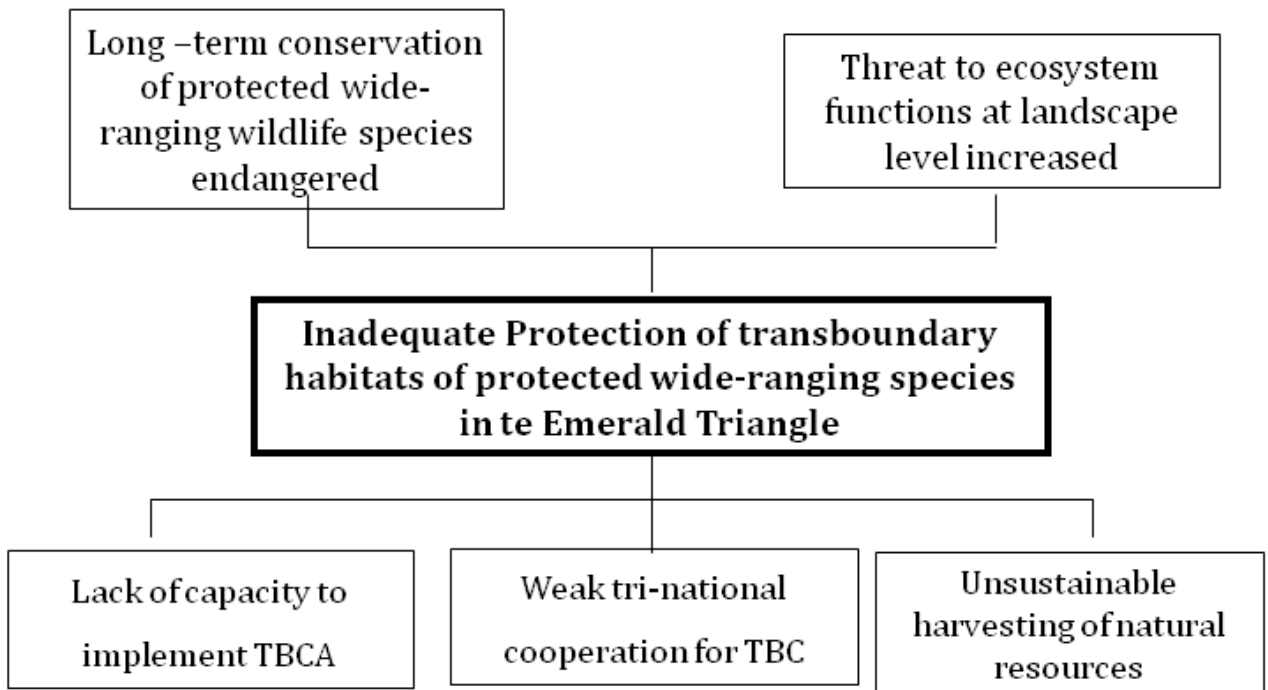 Long –term conservation
of protected wide-
ranging wildlife species
endangered
Threat to ecosystem
functions at landscape
level increased
Inadequate Protection of transboundary
habitats of protected wide-ranging species
in te Emerald Triangle
Lack of capacity to
implement TBCA
Weak tri-national
cooperation for TBC
Unsustainable
harvesting of natural
resources